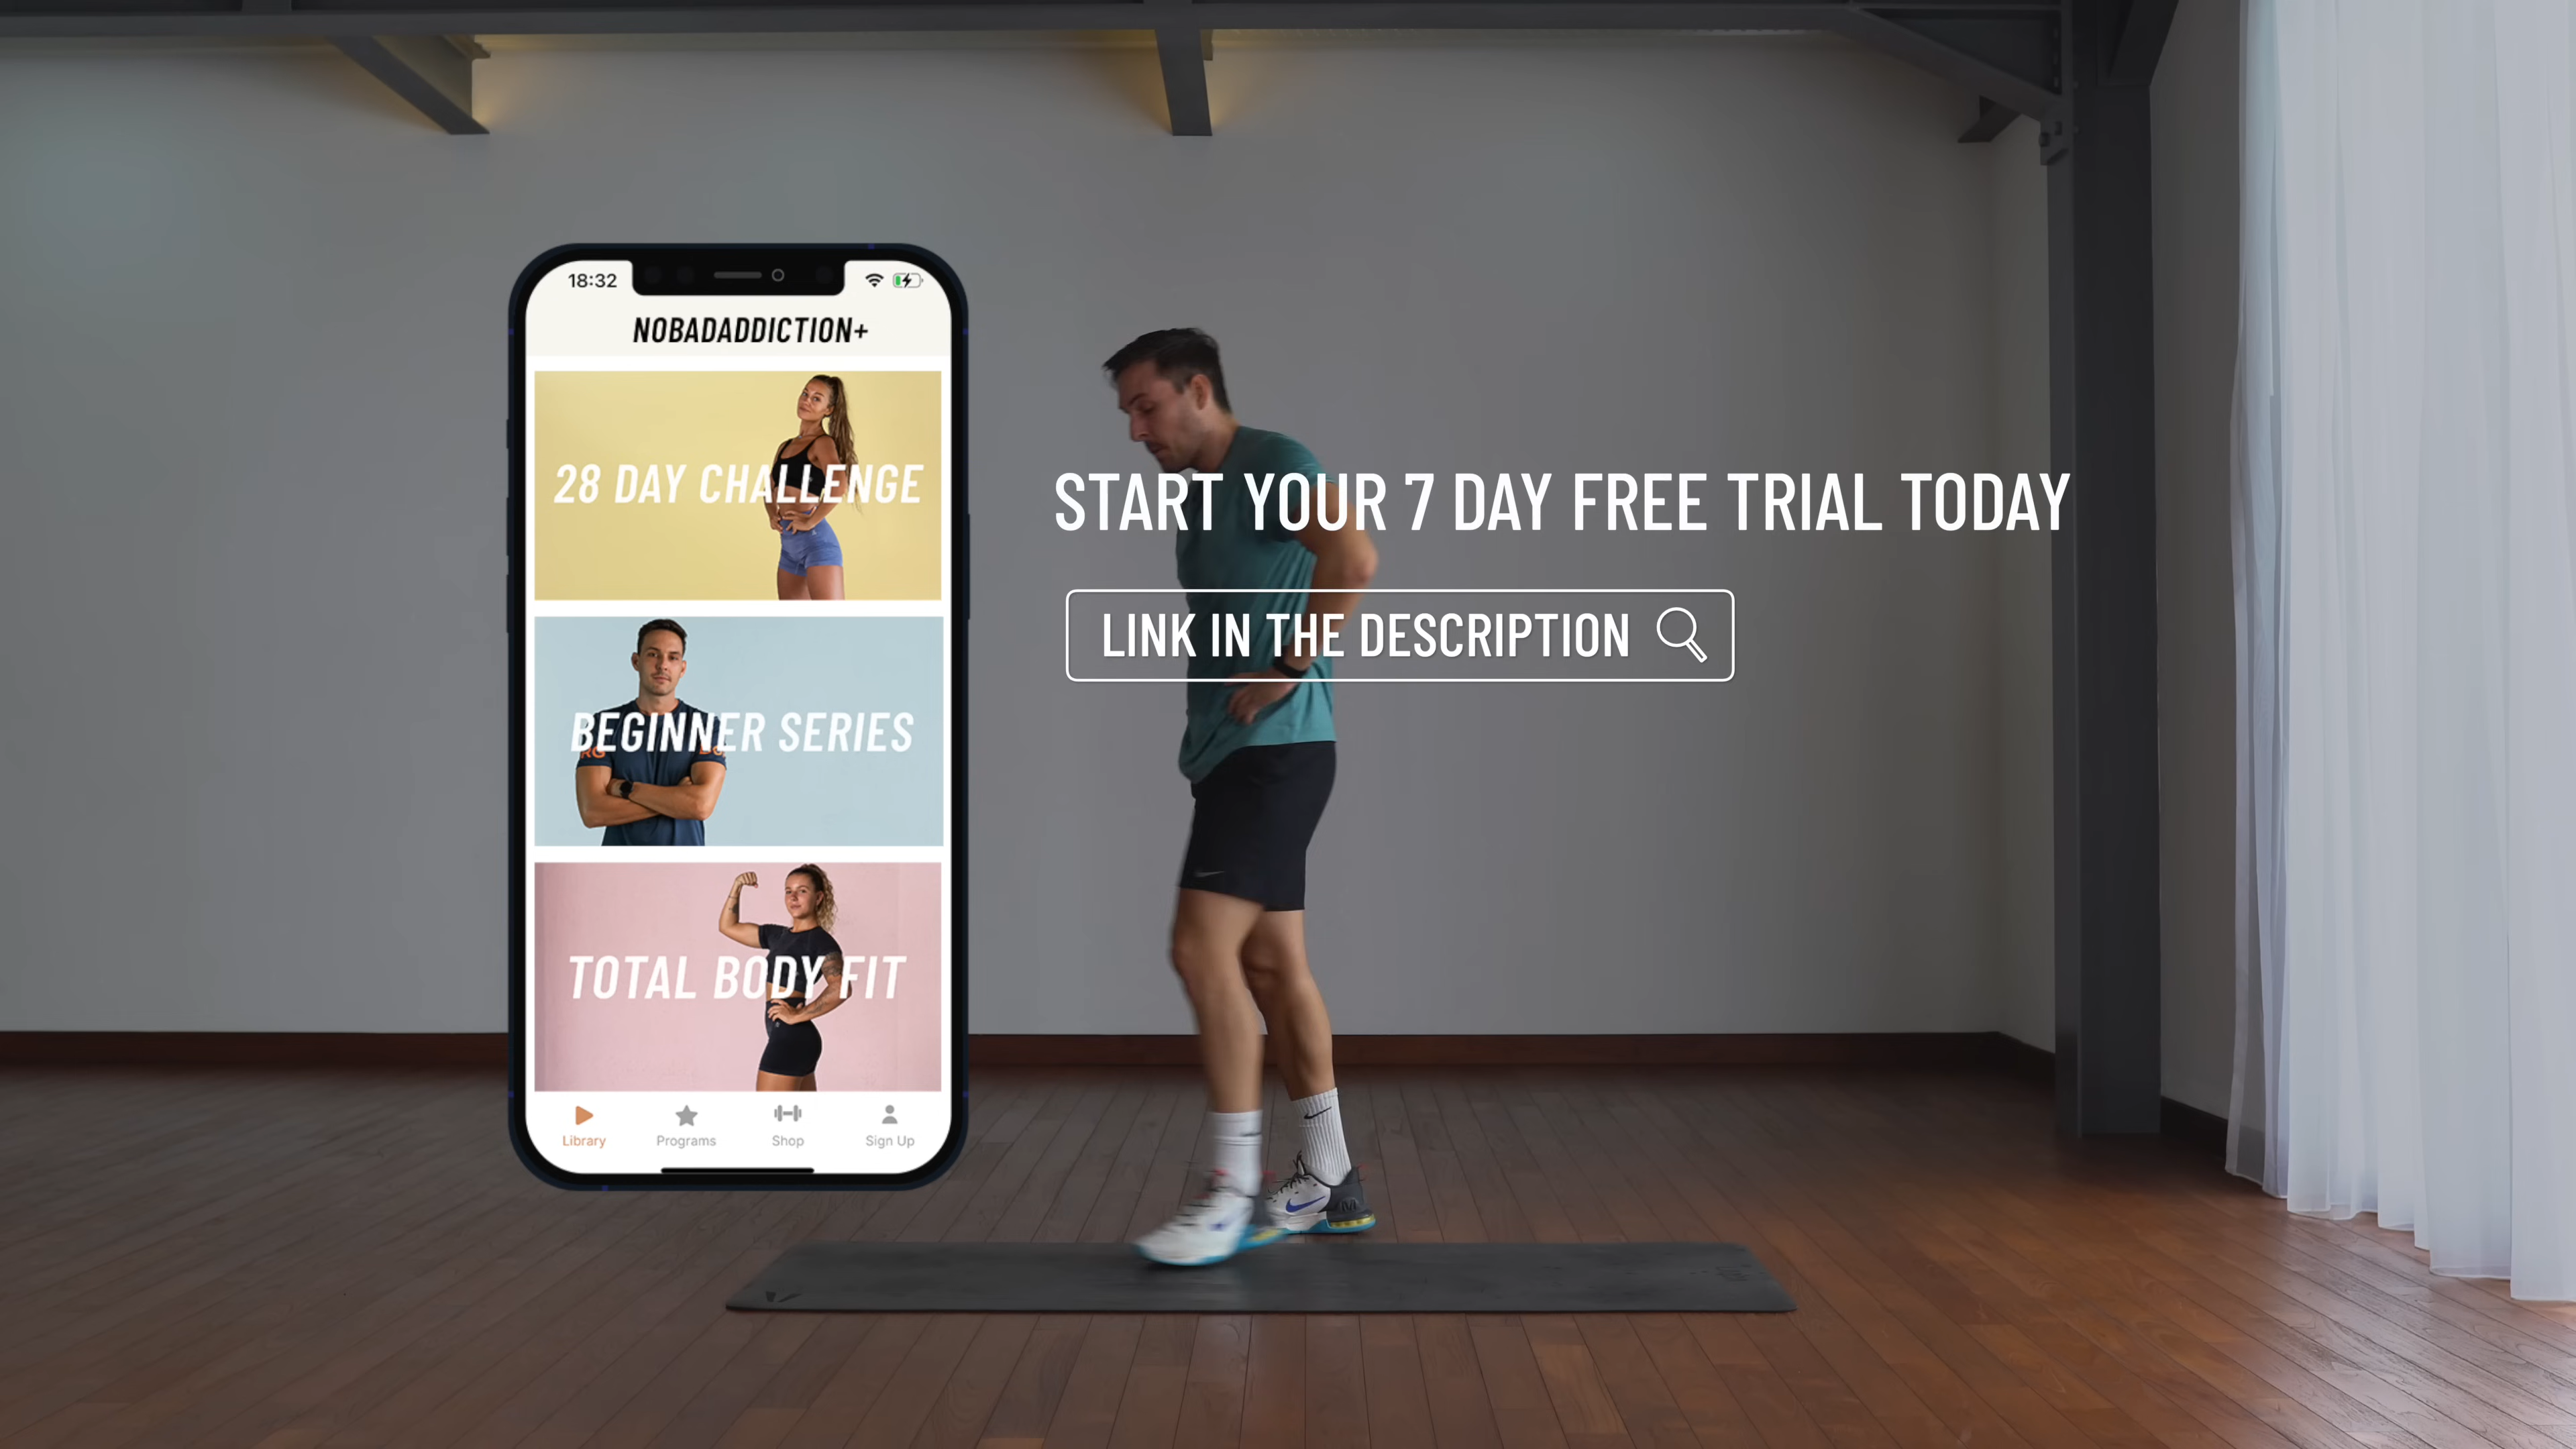 18:32
NOBADADDICTION+
28 DAY CHALLENGE
BEGINNER SERIES
TOTAL BODY FIT
Library Programs Shop Sign Up
START YOUR 7 DAY FREE TRIAL TODAY
LINK IN THE DESCRIPTION